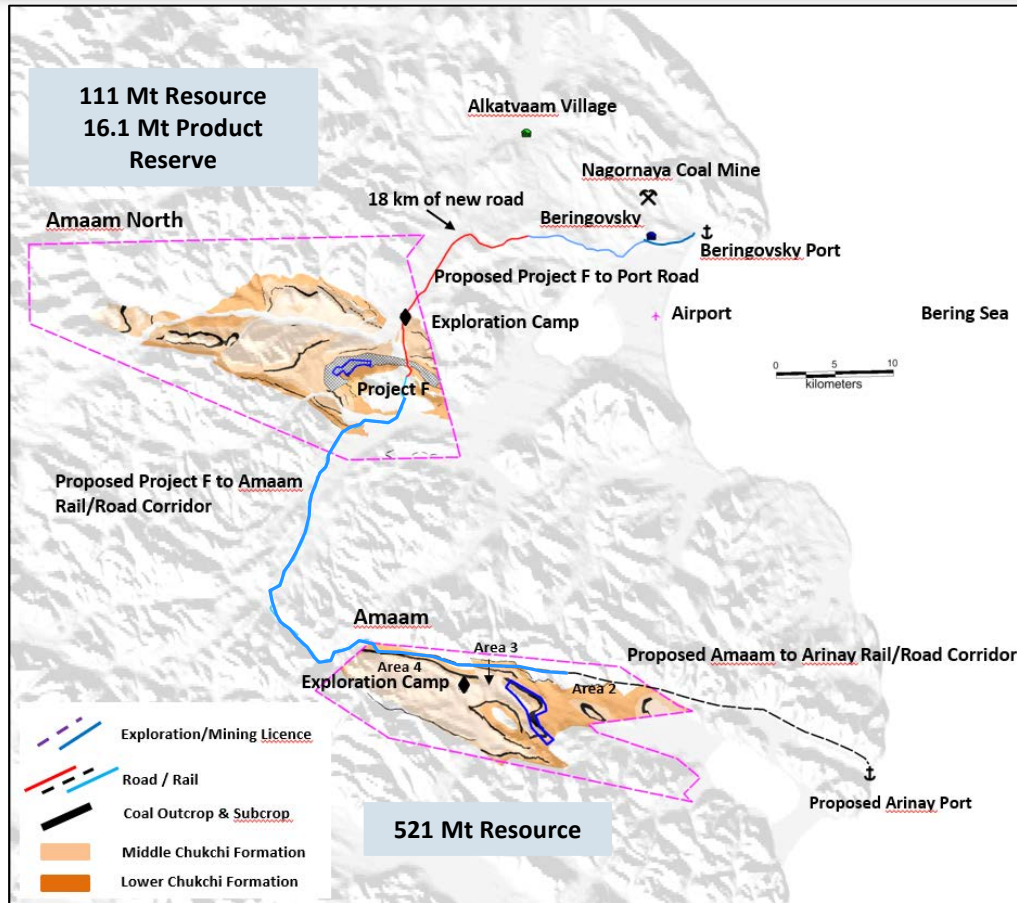 111 Mt Resource
16.1 Mt Product
Reserve
Alkatvaam Village
Nagornaya Coal Mine
18 km of new road
Beringovsky
Amaam North
Beringovsky Port
Proposed Project F to Port Road
Exploration Camp
Airport
Bering Sea
0 5 10
kilometers
Project F
Proposed Project F to Amaam
Rail/Road Corridor
Amaam
Area 3
Proposed Amaam to Arinay Rail/Road Corridor
Area 4
Exploration Camp
Area 2
Exploration/Mining Licence
Road / Rail
Coal Outcrop & Subcrop
Middle Chukchi Formation
Lower Chukchi Formation
521 Mt Resource
Proposed Arinay Port